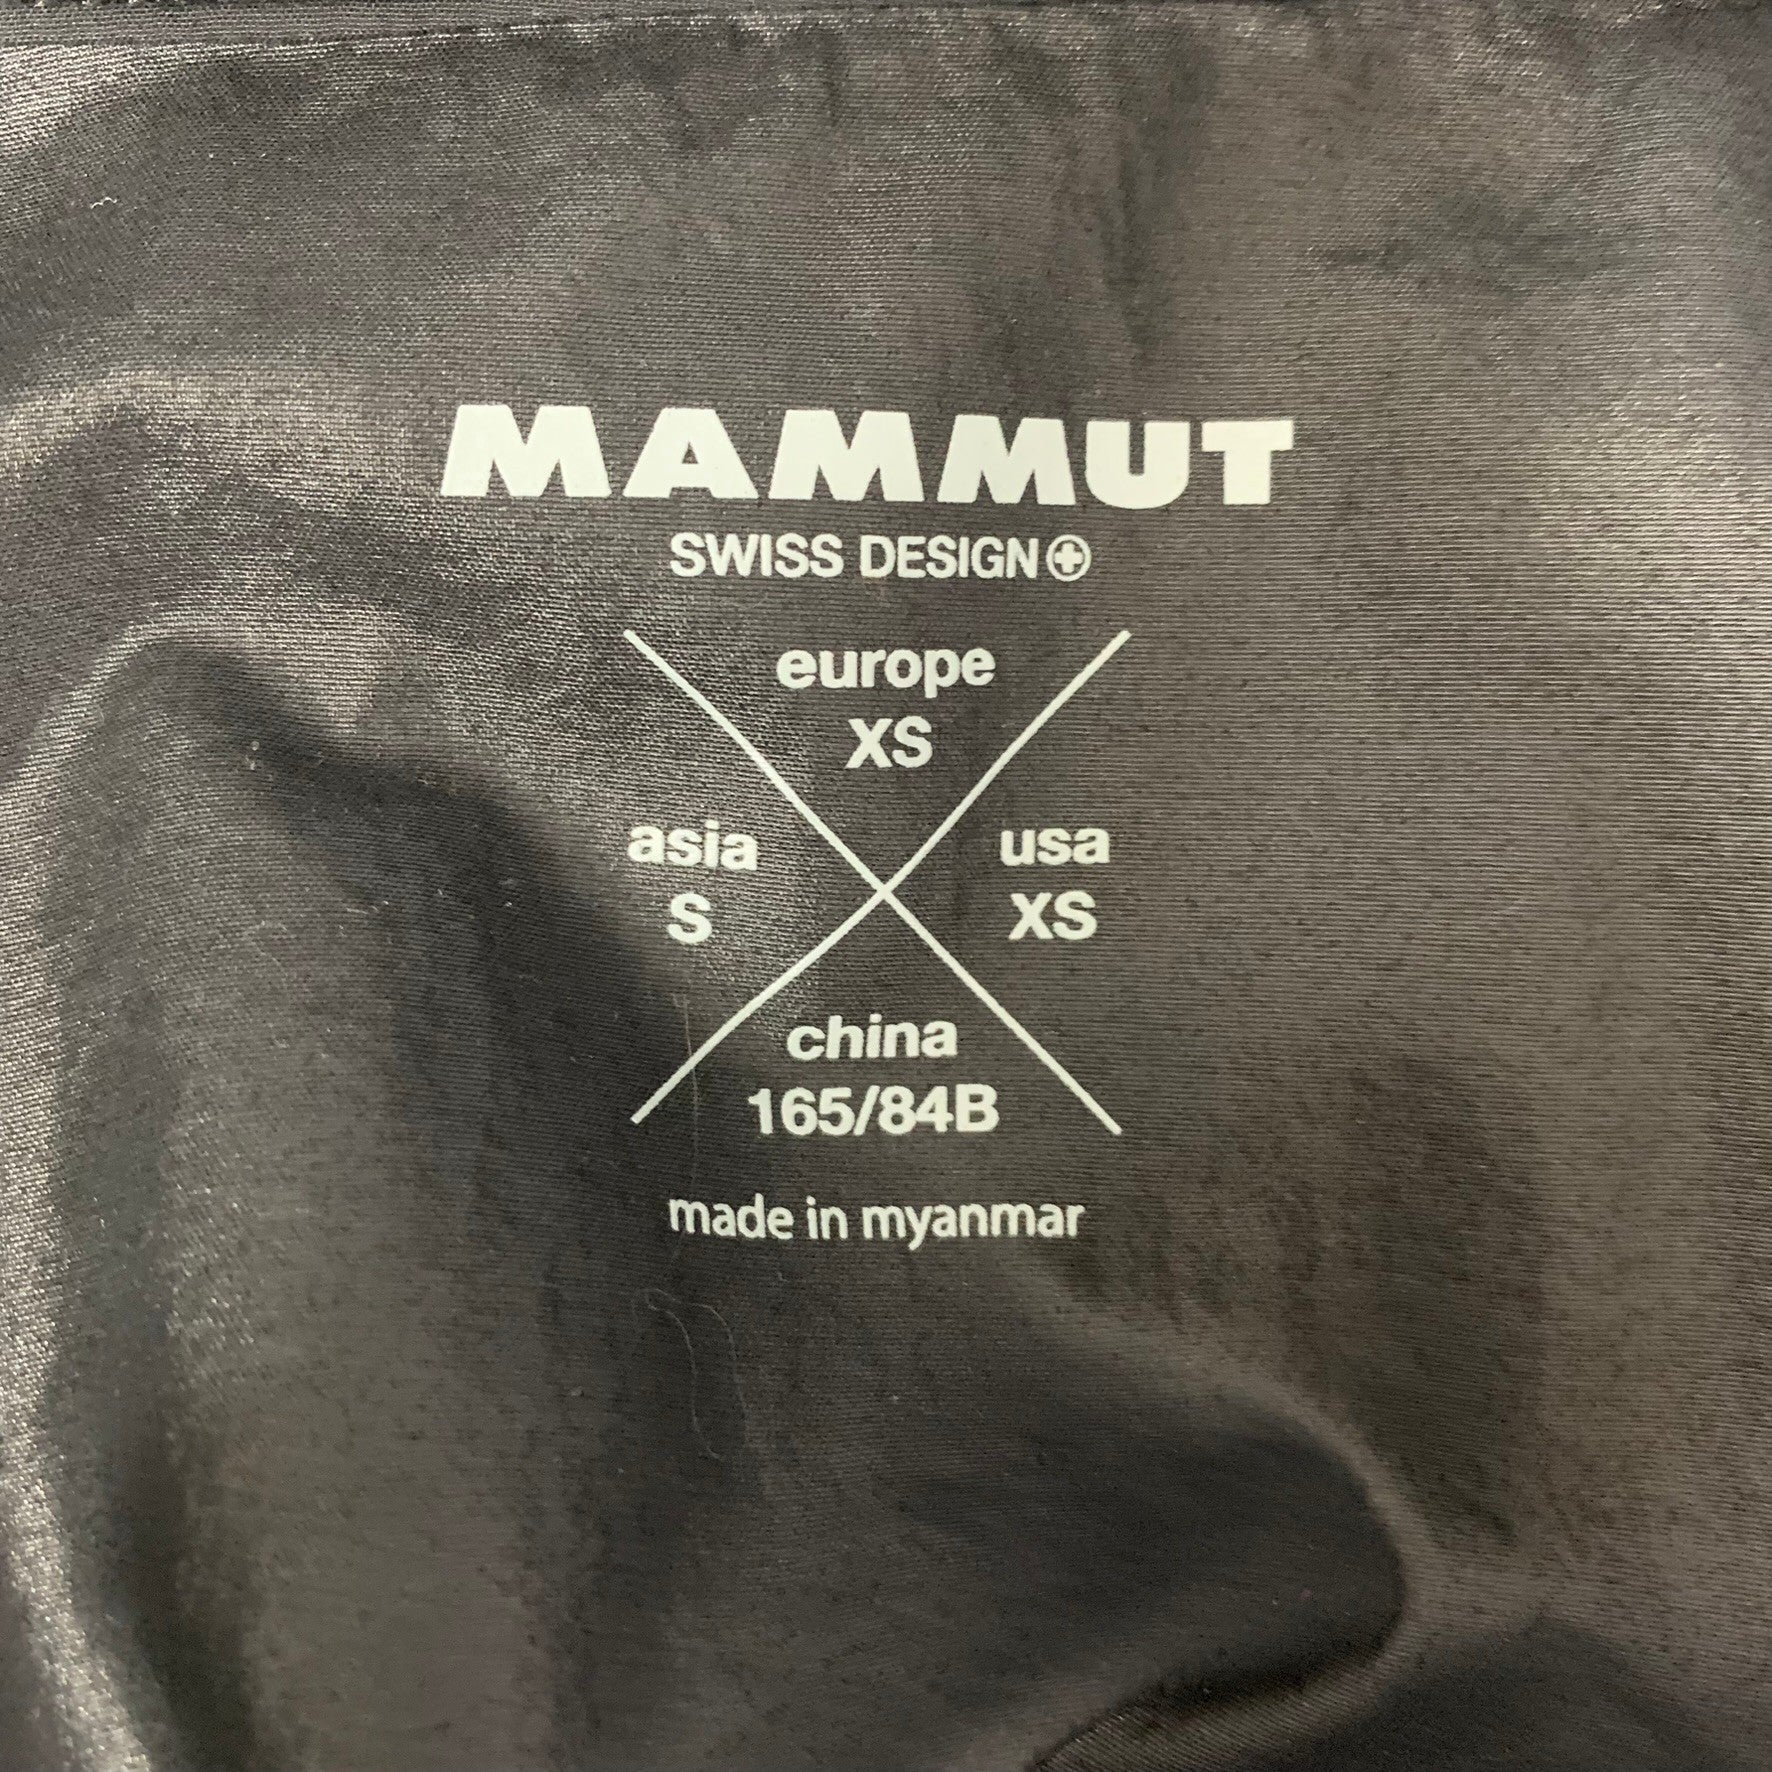 MAMMUT
SWISS DESIGN
europe
XS
asia
S
usa
XS
china
165/84B
made in myanmar